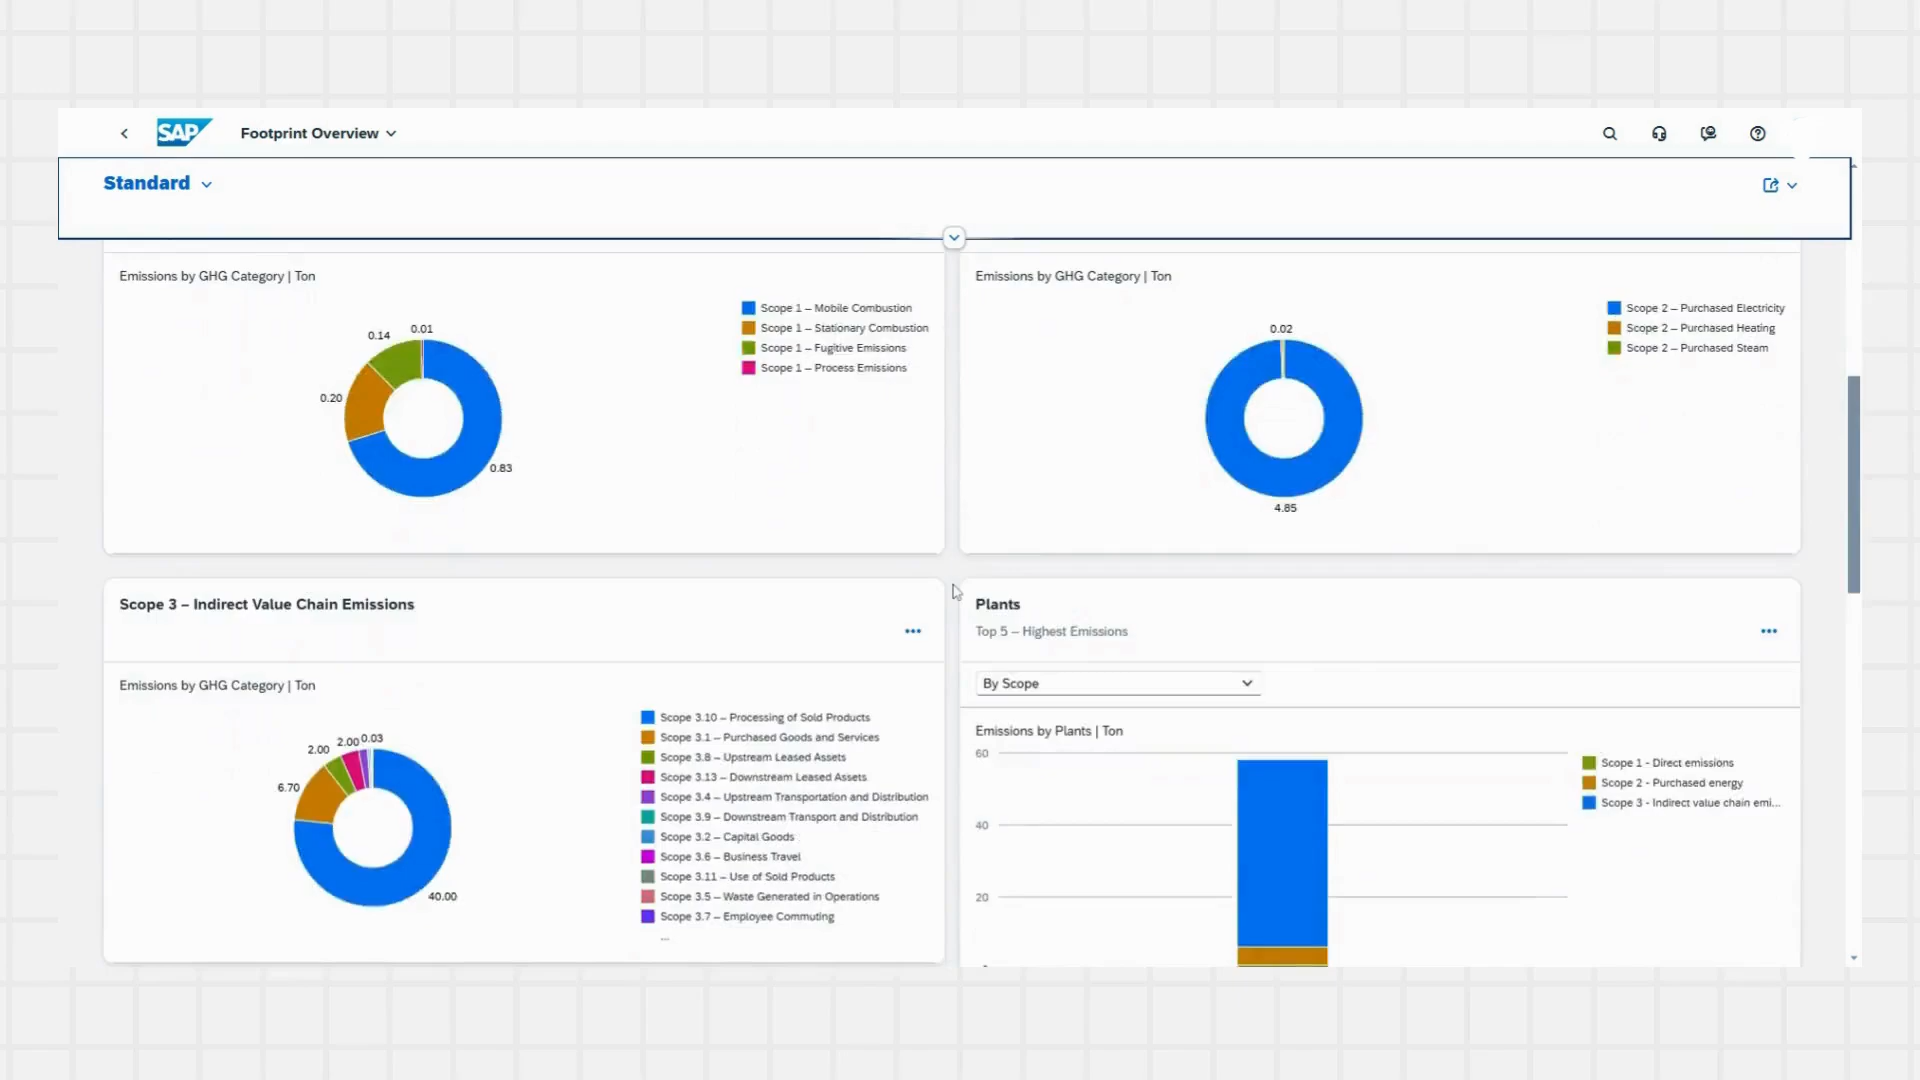 SAP Footprint Overview
Standard
Emissions by GHG Category | Ton
0.01
0.14
0.20
0.83
Scope 1 – Mobile Combustion
Scope 1 – Stationary Combustion
Scope 1 – Fugitive Emissions
Scope 1 – Process Emissions
Emissions by GHG Category | Ton
0.02
4.85
Scope 2 – Purchased Electricity
Scope 2 – Purchased Heating
Scope 2 – Purchased Steam
Scope 3 – Indirect Value Chain Emissions
Emissions by GHG Category | Ton
2.00 2.00 0.03
6.70
40.00
Scope 3.10 – Processing of Sold Products
Scope 3.1 – Purchased Goods and Services
Scope 3.8 – Upstream Leased Assets
Scope 3.13 – Downstream Leased Assets
Scope 3.4 – Upstream Transportation and Distribution
Scope 3.9 – Downstream Transport and Distribution
Scope 3.2 – Capital Goods
Scope 3.6 – Business Travel
Scope 3.11 – Use of Sold Products
Scope 3.5 – Waste Generated in Operations
Scope 3.7 – Employee Commuting
...
Plants
Top 5 – Highest Emissions
By Scope
Emissions by Plants | Ton
60
40
20
Scope 1 - Direct emissions
Scope 2 - Purchased energy
Scope 3 - Indirect value chain emi...